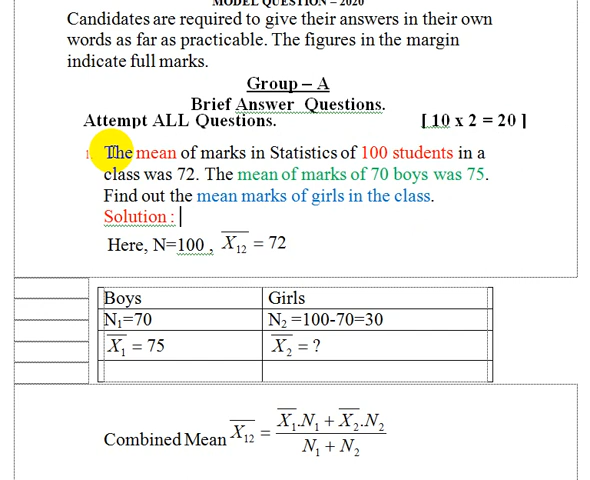 MODEL QUESTION – 2020
Candidates are required to give their answers in their own
words as far as practicable. The figures in the margin
indicate full marks.
Group – A
Brief Answer Questions.
Attempt ALL Questions. [ 10 x 2 = 20 ]
1. The mean of marks in Statistics of 100 students in a
class was 72. The mean of marks of 70 boys was 75.
Find out the mean marks of girls in the class.
Solution :
Here, N=100 , X̅₁₂ = 72
Boys Girls
N₁=70 N₂ =100-70=30
X̅₁ = 75 X̅₂ = ?
Combined Mean X̅₁₂ = (X̅₁.N₁ + X̅₂.N₂) / (N₁ + N₂)